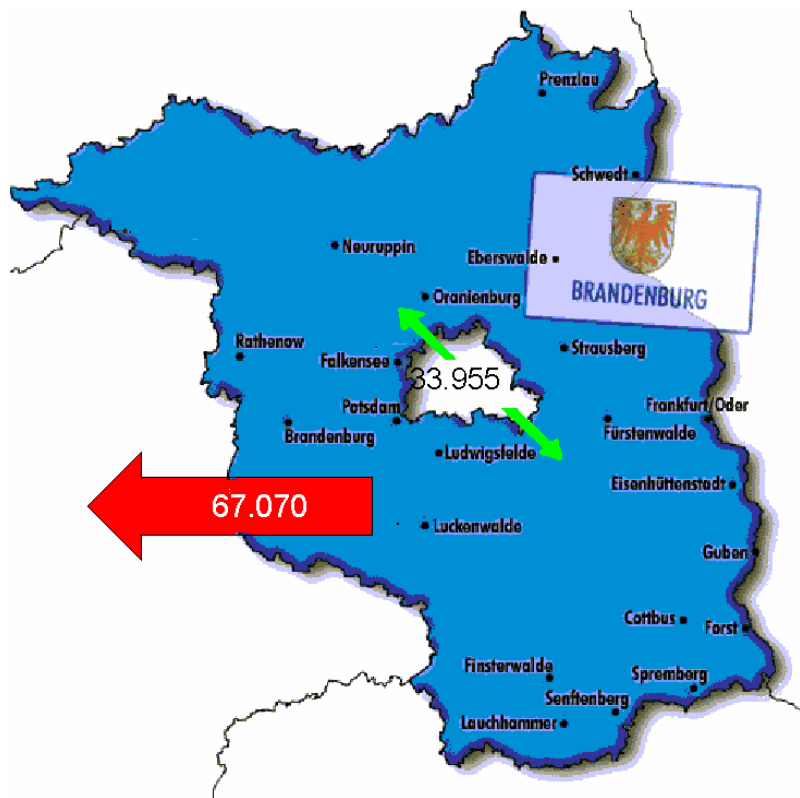 Prenzlau
Schwedt
Neuruppin
Eberswalde
BRANDENBURG
Oranienburg
Rathenow
Strausberg
Falkensee
33.955
Potsdam
Frankfurt/Oder
Brandenburg
Fürstenwalde
Ludwigsfelde
Eisenhüttenstadt
67.070
Luckenwalde
Guben
Cottbus
Forst
Finsterwalde
Spremberg
Senftenberg
Lauchhammer